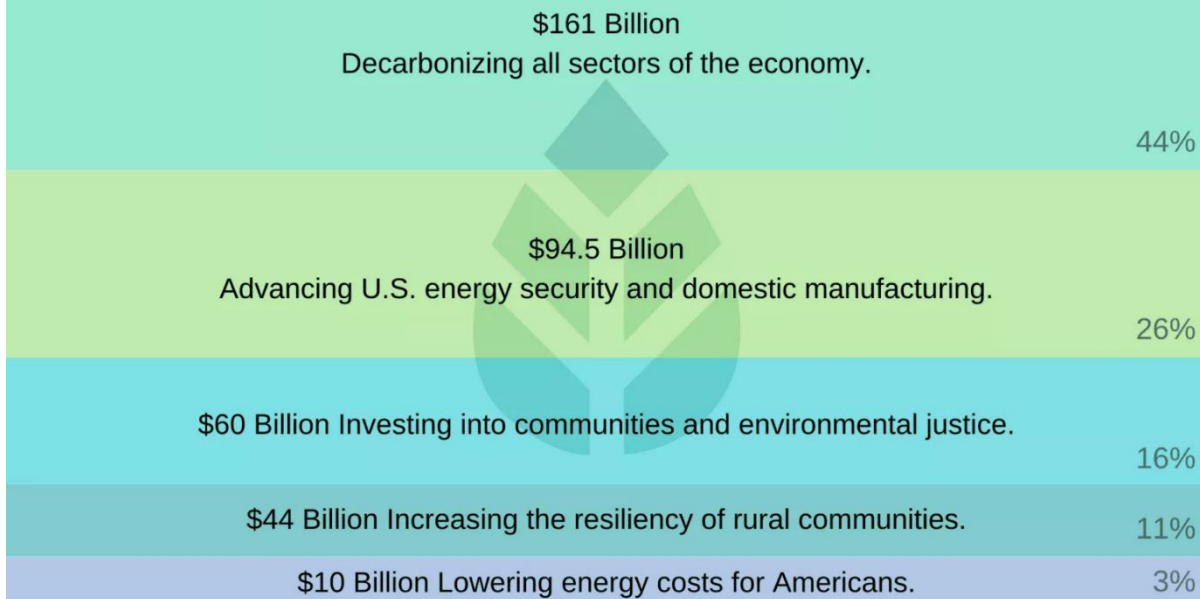 $161 Billion
Decarbonizing all sectors of the economy.
44%
$94.5 Billion
Advancing U.S. energy security and domestic manufacturing.
26%
$60 Billion Investing into communities and environmental justice.
16%
$44 Billion Increasing the resiliency of rural communities.
11%
$10 Billion Lowering energy costs for Americans.
3%